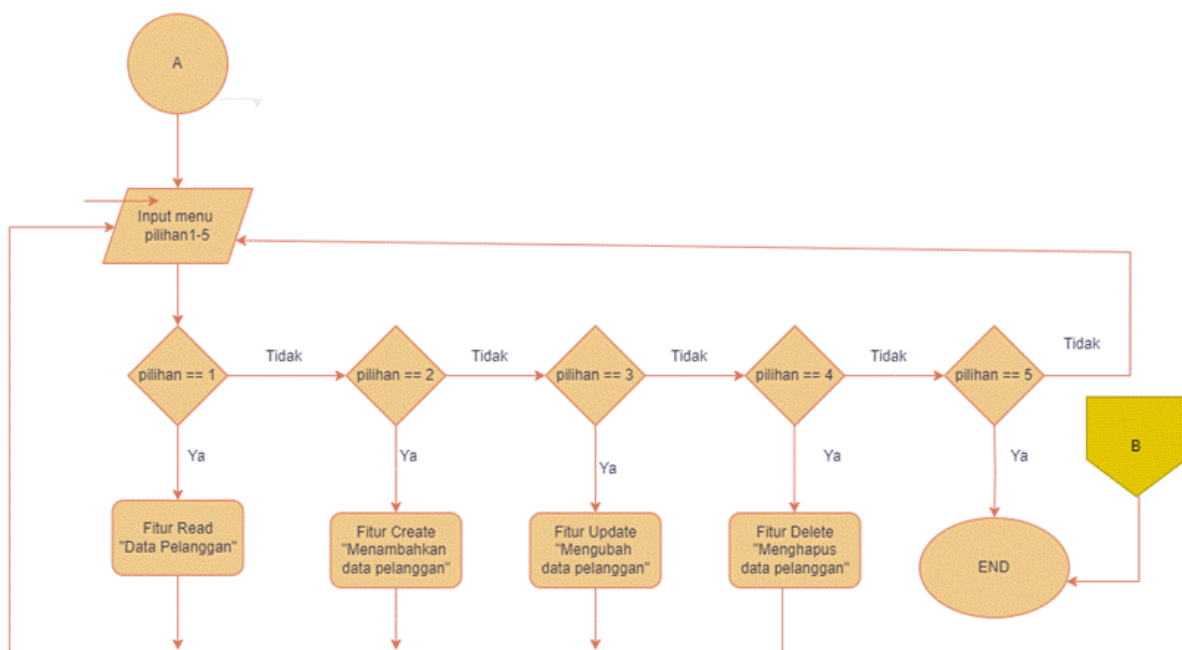 A
Input menu
pilihan1-5
pilihan == 1
Tidak
pilihan == 2
Tidak
pilihan == 3
Tidak
pilihan == 4
Tidak
pilihan == 5
Tidak
Ya
Ya
Ya
Ya
Ya
B
Fitur Read
"Data Pelanggan"
Fitur Create
"Menambahkan
data pelanggan"
Fitur Update
"Mengubah
data pelanggan"
Fitur Delete
"Menghapus
data pelanggan"
END